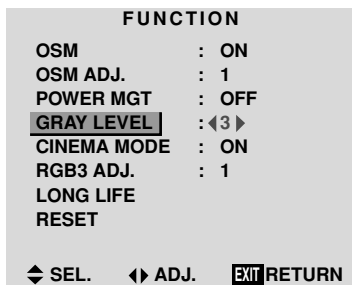 FUNCTION
OSM : ON
OSM ADJ. : 1
POWER MGT : OFF
GRAY LEVEL : 3
CINEMA MODE : ON
RGB3 ADJ. : 1
LONG LIFE
RESET
SEL. ADJ. EXIT RETURN